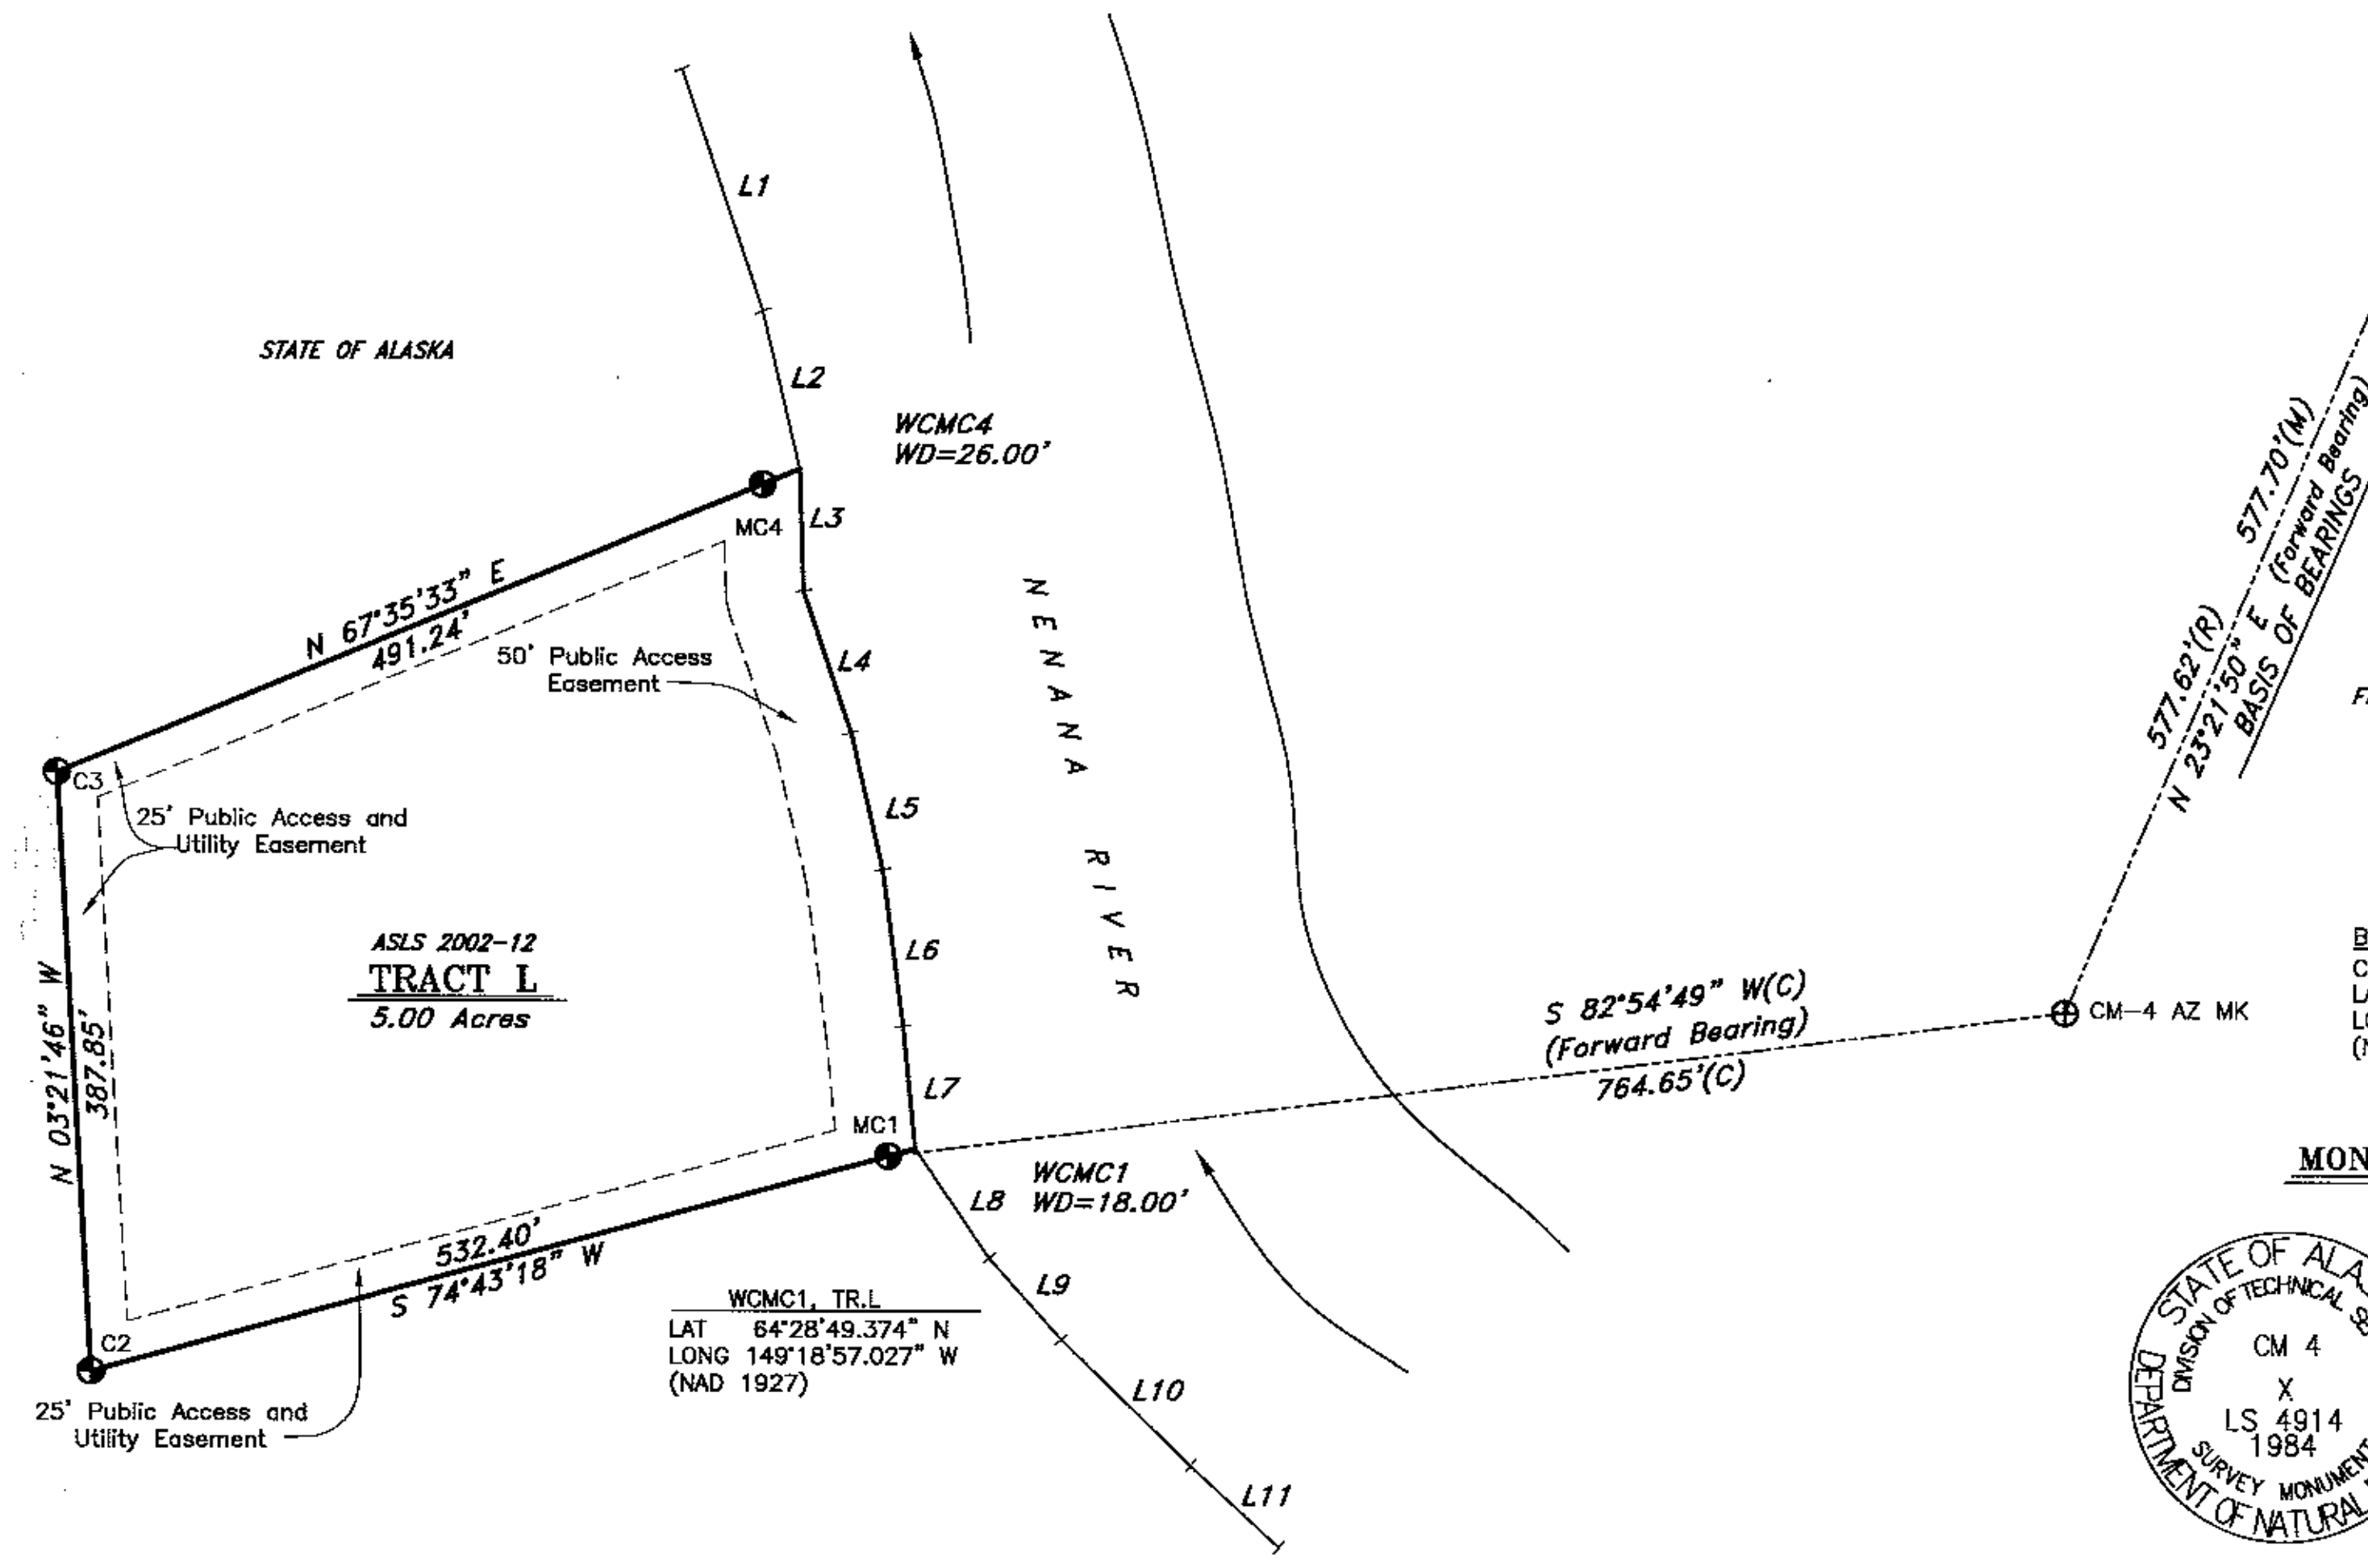 L1
STATE OF ALASKA
L2
WCMC4
WD=26.00'
MC4
L3
N 67°35'33" E
491.24'
50' Public Access
Easement
L4
NENANA RIVER
C3
25' Public Access and
Utility Easement
L5
ASLS 2002-12
TRACT L
5.00 Acres
L6
N 03°21'46" W
387.85'
L7
MC1
532.40'
S 74°43'18" W
C2
25' Public Access and
Utility Easement
WCMC1
WD=18.00'
L8
L9
L10
L11
WCMC1, TR.L
LAT 64°28'49.374" N
LONG 149°18'57.027" W
(NAD 1927)
S 82°54'49" W(C)
(Forward Bearing)
764.65'(C)
CM-4 AZ MK
577.62'(R) 577.70'(M)
N 23°21'50" E (Forward Bearing)
BASIS OF BEARINGS
MON
STATE OF ALAS
DIVISION OF TECHNICAL
CM 4
X
LS 4914
1984
SURVEY MONUMENT
DEPARTMENT OF NATURAL